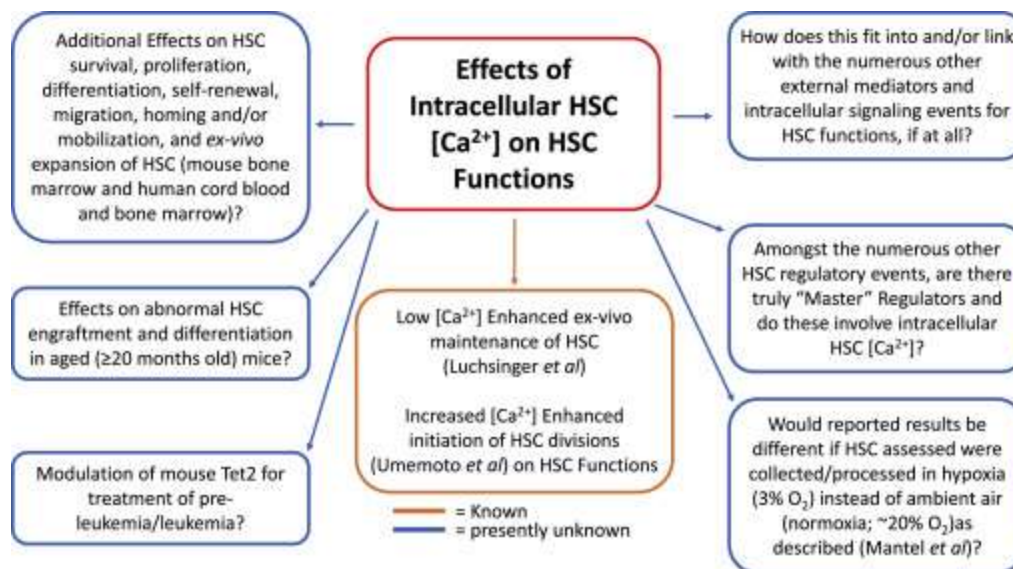 Additional Effects on HSC
survival, proliferation,
differentiation, self-renewal,
migration, homing and/or
mobilization, and ex-vivo
expansion of HSC (mouse bone
marrow and human cord blood
and bone marrow)?
Effects of
Intracellular HSC
[Ca²⁺] on HSC
Functions
How does this fit into and/or link
with the numerous other
external mediators and
intracellular signaling events for
HSC functions, if at all?
Effects on abnormal HSC
engraftment and differentiation
in aged (≥20 months old) mice?
Low [Ca²⁺] Enhanced ex-vivo
maintenance of HSC
(Luchsinger et al)
Increased [Ca²⁺] Enhanced
initiation of HSC divisions
(Umemoto et al) on HSC Functions
Amongst the numerous other
HSC regulatory events, are there
truly “Master” Regulators and
do these involve intracellular
HSC [Ca²⁺]?
Modulation of mouse Tet2 for
treatment of pre-
leukemia/leukemia?
Would reported results be
different if HSC assessed were
collected/processed in hypoxia
(3% O₂) instead of ambient air
(normoxia; ~20% O₂)as
described (Mantel et al)?
= Known
= presently unknown